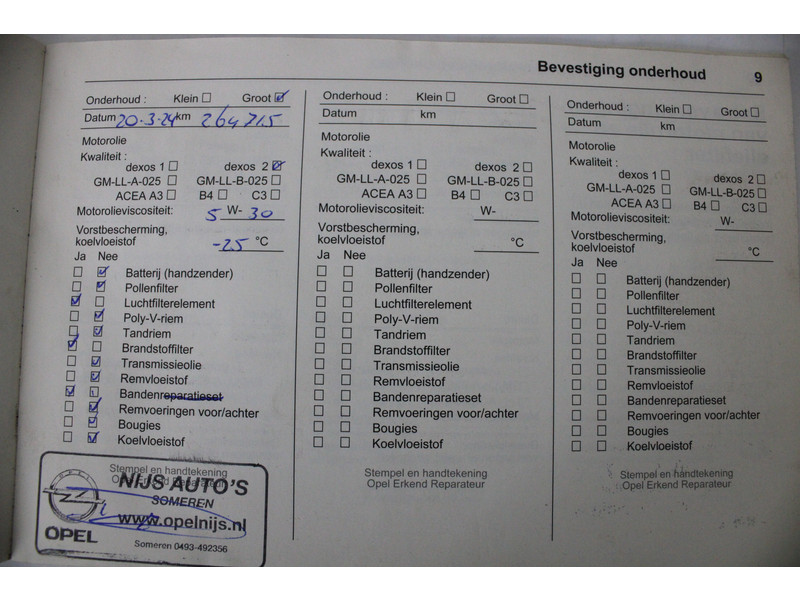 Bevestiging onderhoud 9
Onderhoud : Klein Groot
Datum 20-3-24 km 264715
Motorolie
Kwaliteit :
dexos 1 dexos 2
GM-LL-A-025 GM-LL-B-025
ACEA A3 B4 C3
Motorolieviscositeit: 5 W- 30
Vorstbescherming,
koelvloeistof -25 °C
Ja Nee
Batterij (handzender)
Pollenfilter
Luchtfilterelement
Poly-V-riem
Tandriem
Brandstoffilter
Transmissieolie
Remvloeistof
Bandenreparatieset
Remvoeringen voor/achter
Bougies
Koelvloeistof
Stempel en handtekening
Opel Erkend Reparateur
OPEL
NIJS AUTO'S
SOMEREN
www.opelnijs.nl
OPEL
Someren 0493-492356
Onderhoud : Klein Groot
Datum km
Motorolie
Kwaliteit :
dexos 1 dexos 2
GM-LL-A-025 GM-LL-B-025
ACEA A3 B4 C3
Motorolieviscositeit: W-
Vorstbescherming,
koelvloeistof °C
Ja Nee
Batterij (handzender)
Pollenfilter
Luchtfilterelement
Poly-V-riem
Tandriem
Brandstoffilter
Transmissieolie
Remvloeistof
Bandenreparatieset
Remvoeringen voor/achter
Bougies
Koelvloeistof
Stempel en handtekening
Opel Erkend Reparateur
Onderhoud : Klein Groot
Datum km
Motorolie
Kwaliteit :
dexos 1 dexos 2
GM-LL-A-025 GM-LL-B-025
ACEA A3 B4 C3
Motorolieviscositeit: W-
Vorstbescherming,
koelvloeistof °C
Ja Nee
Batterij (handzender)
Pollenfilter
Luchtfilterelement
Poly-V-riem
Tandriem
Brandstoffilter
Transmissieolie
Remvloeistof
Bandenreparatieset
Remvoeringen voor/achter
Bougies
Koelvloeistof
Stempel en handtekening
Opel Erkend Reparateur